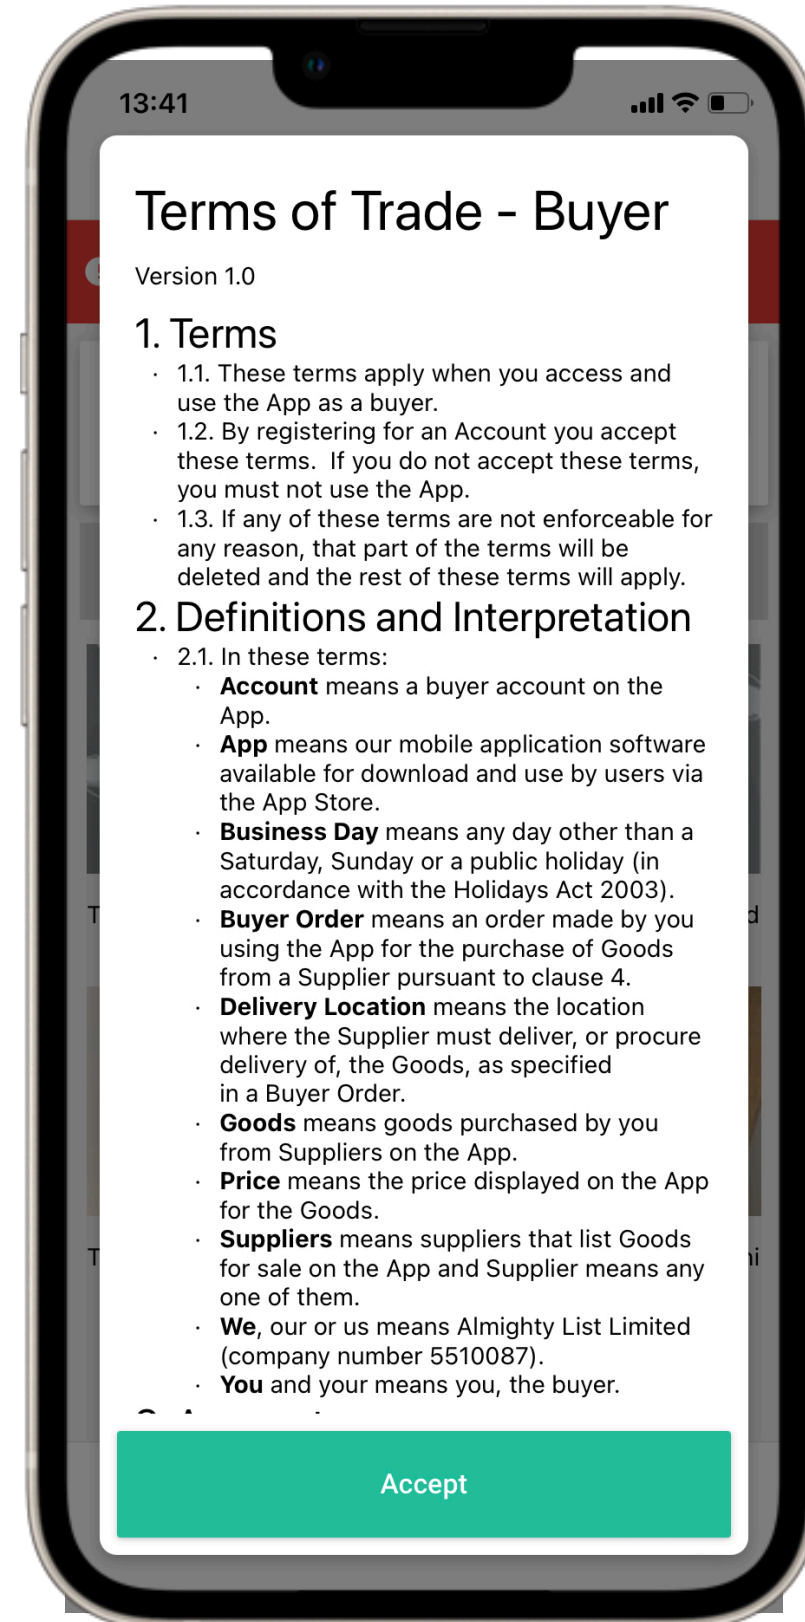 13:41
Terms of Trade - Buyer
Version 1.0
1. Terms
· 1.1. These terms apply when you access and
use the App as a buyer.
· 1.2. By registering for an Account you accept
these terms.  If you do not accept these terms,
you must not use the App.
· 1.3. If any of these terms are not enforceable for
any reason, that part of the terms will be
deleted and the rest of these terms will apply.
2. Definitions and Interpretation
· 2.1. In these terms:
· Account means a buyer account on the
App.
· App means our mobile application software
available for download and use by users via
the App Store.
· Business Day means any day other than a
Saturday, Sunday or a public holiday (in
accordance with the Holidays Act 2003).
· Buyer Order means an order made by you
using the App for the purchase of Goods
from a Supplier pursuant to clause 4.
· Delivery Location means the location
where the Supplier must deliver, or procure
delivery of, the Goods, as specified
in a Buyer Order.
· Goods means goods purchased by you
from Suppliers on the App.
· Price means the price displayed on the App
for the Goods.
· Suppliers means suppliers that list Goods
for sale on the App and Supplier means any
one of them.
· We, our or us means Almighty List Limited
(company number 5510087).
· You and your means you, the buyer.
Accept